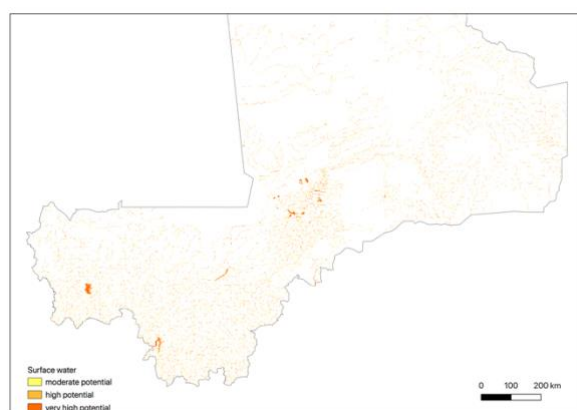 Surface water
moderate potential
high potential
very high potential
0 100 200 km